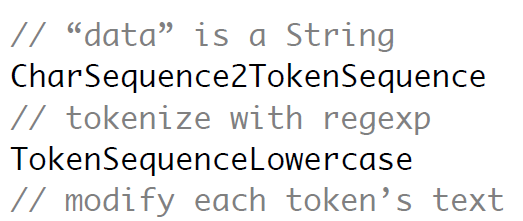 // “data” is a String
CharSequence2TokenSequence
// tokenize with regexp
TokenSequenceLowercase
// modify each token’s text